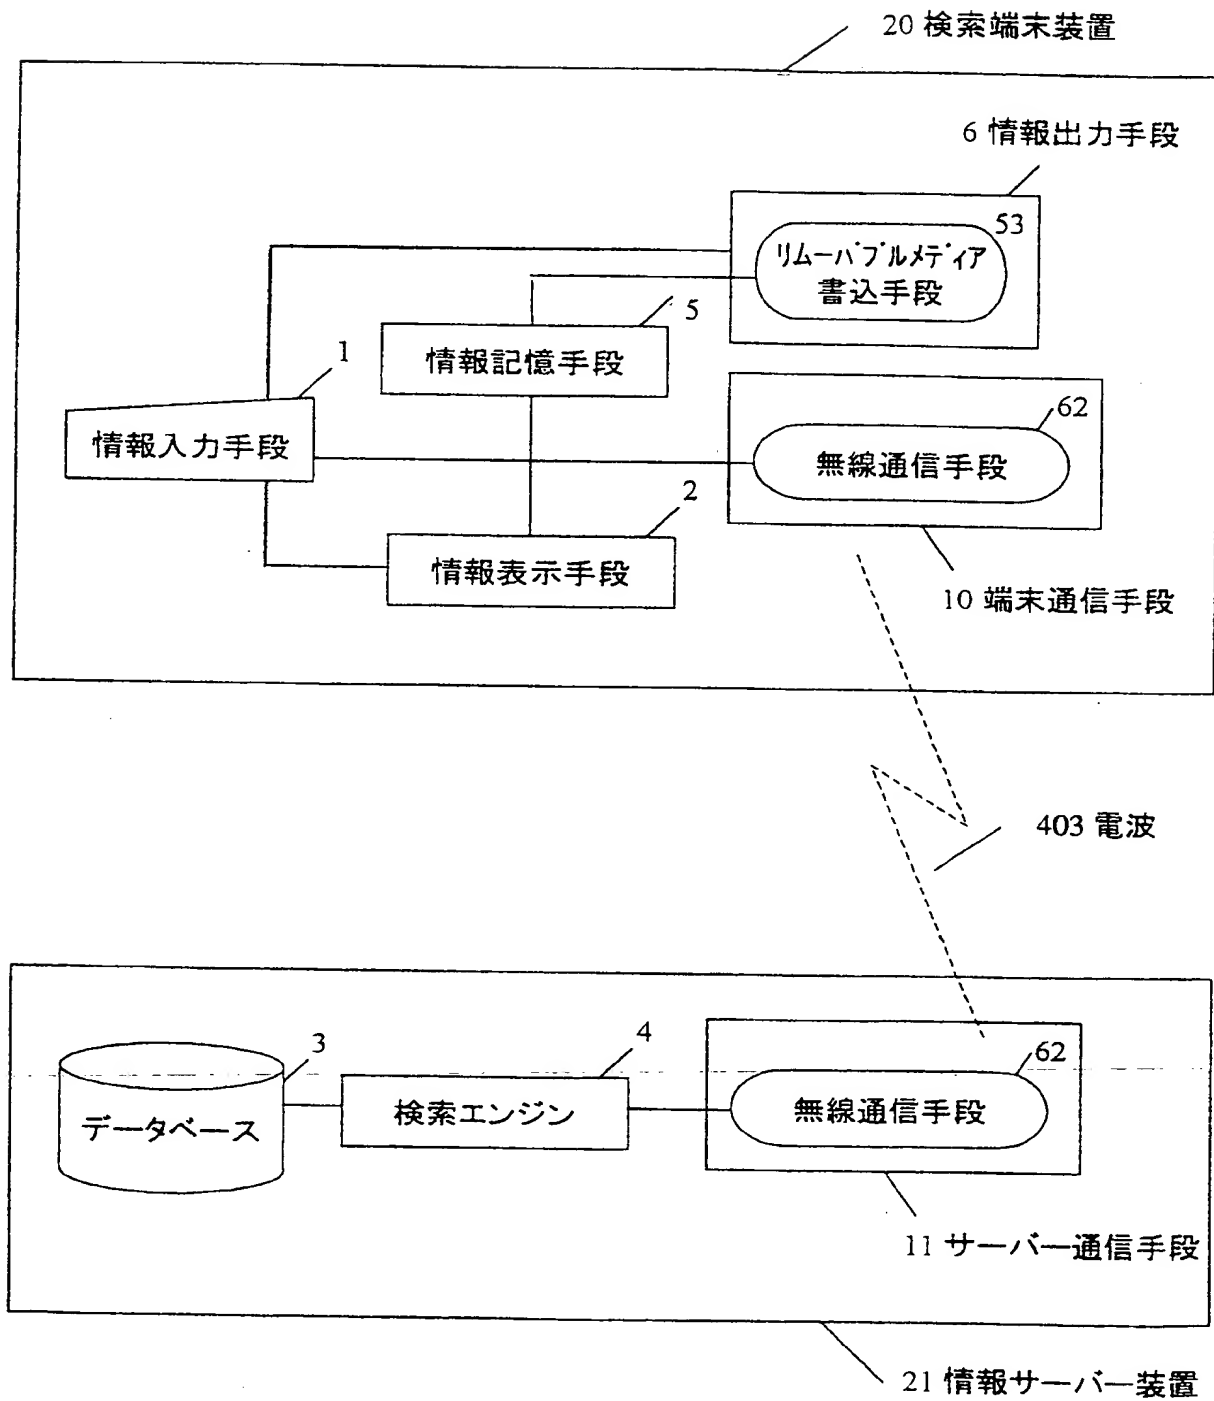 20 検索端末装置
6 情報出力手段
53
リムーバブルメディア
書込手段
5
情報記憶手段
1
情報入力手段
62
無線通信手段
2
情報表示手段
10 端末通信手段
403 電波
3
データベース
4
検索エンジン
62
無線通信手段
11 サーバー通信手段
21 情報サーバー装置